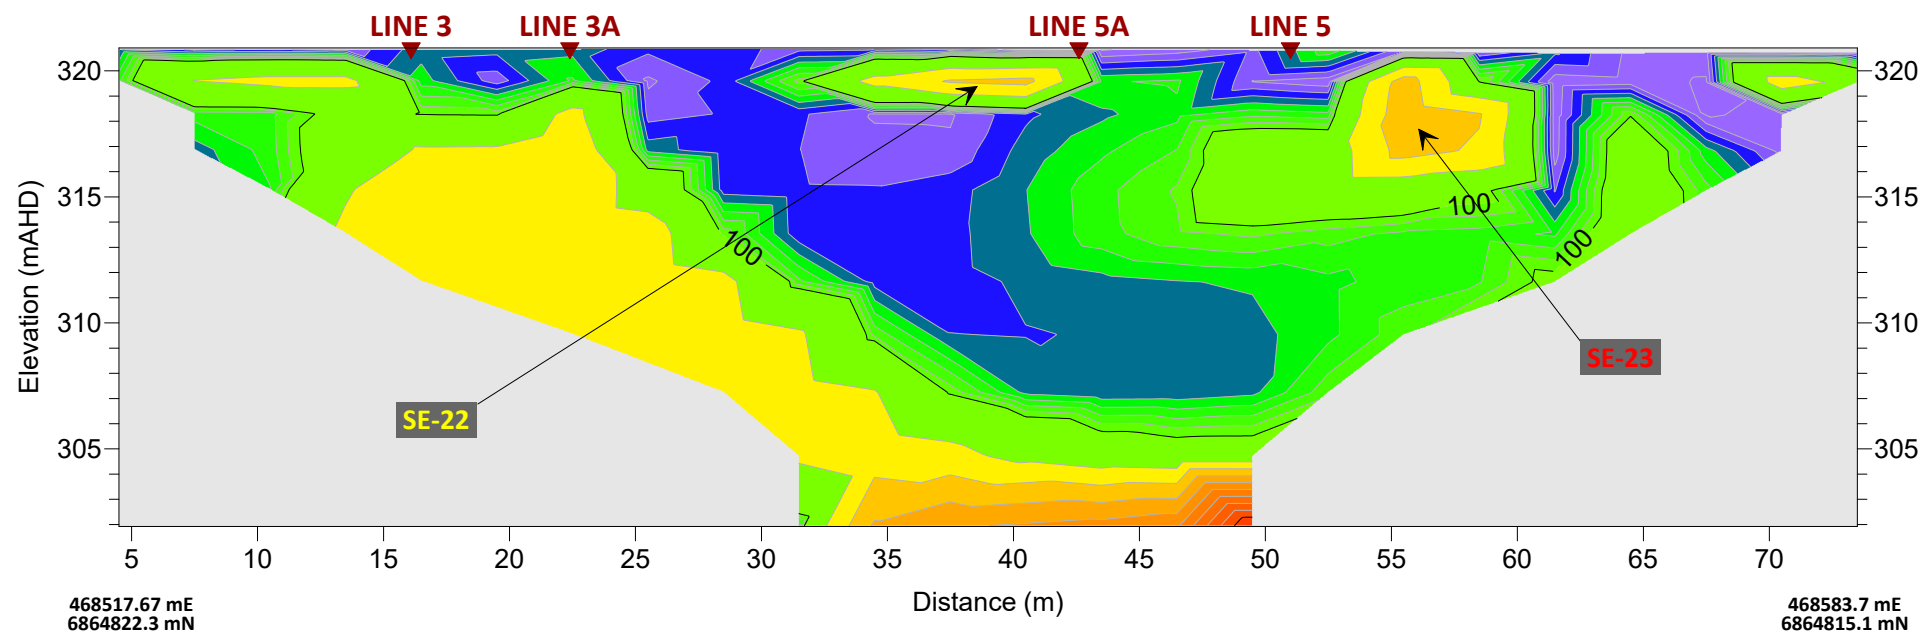 LINE 3 LINE 3A LINE 5A LINE 5
320 320
315 315
100 100 100
310 310
SE-23
SE-22
305 305
Elevation (mAHD)
5 10 15 20 25 30 35 40 45 50 55 60 65 70
Distance (m)
468517.67 mE 468583.7 mE
6864822.3 mN 6864815.1 mN